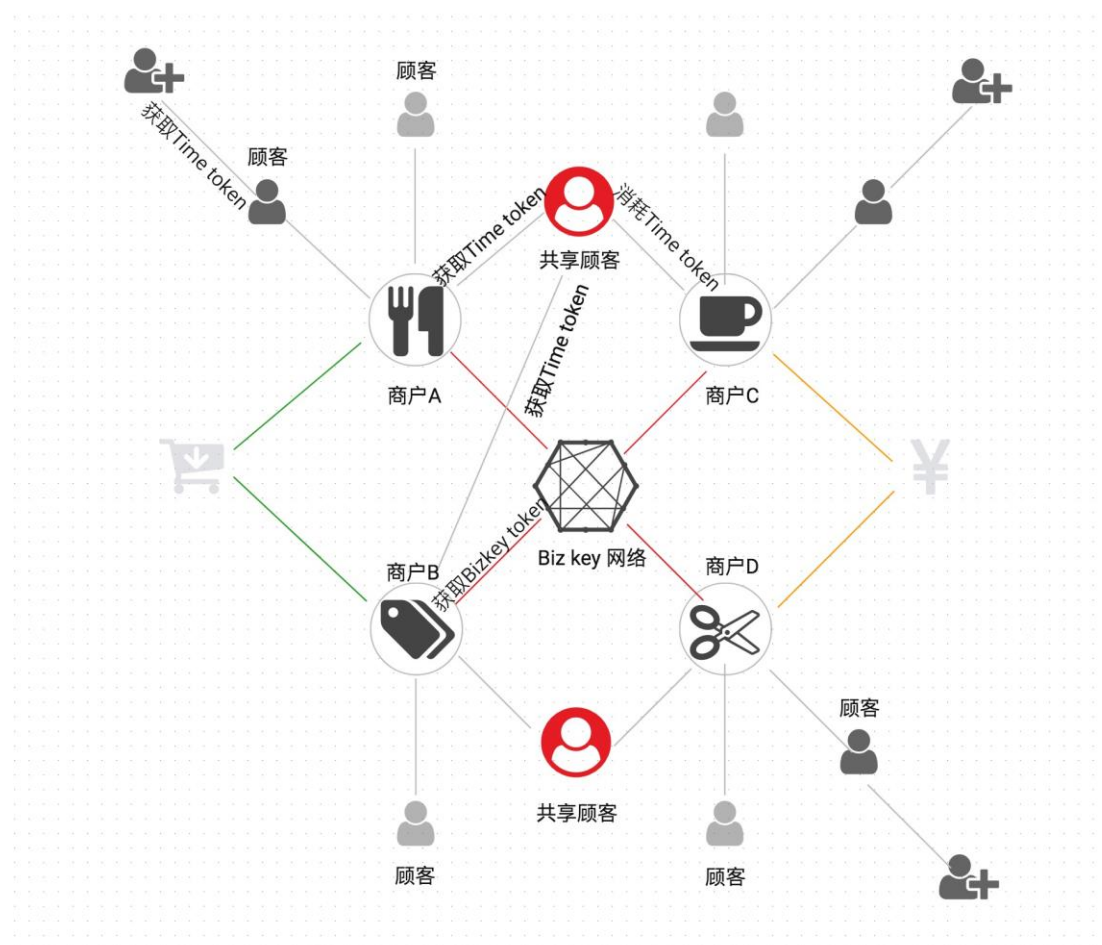 顾客
顾客
获取Time token
获取Time token
消耗Time token
共享顾客
获取Time token
商户A
商户C
¥
Biz key 网络
获取Bizkey token
商户B
商户D
顾客
共享顾客
顾客
顾客